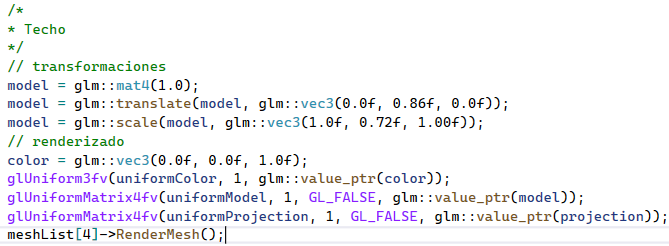 /*
* Techo
*/
// transformaciones
model = glm::mat4(1.0);
model = glm::translate(model, glm::vec3(0.0f, 0.86f, 0.0f));
model = glm::scale(model, glm::vec3(1.0f, 0.72f, 1.00f));
// renderizado
color = glm::vec3(0.0f, 0.0f, 1.0f);
glUniform3fv(uniformColor, 1, glm::value_ptr(color));
glUniformMatrix4fv(uniformModel, 1, GL_FALSE, glm::value_ptr(model));
glUniformMatrix4fv(uniformProjection, 1, GL_FALSE, glm::value_ptr(projection));
meshList[4]->RenderMesh();